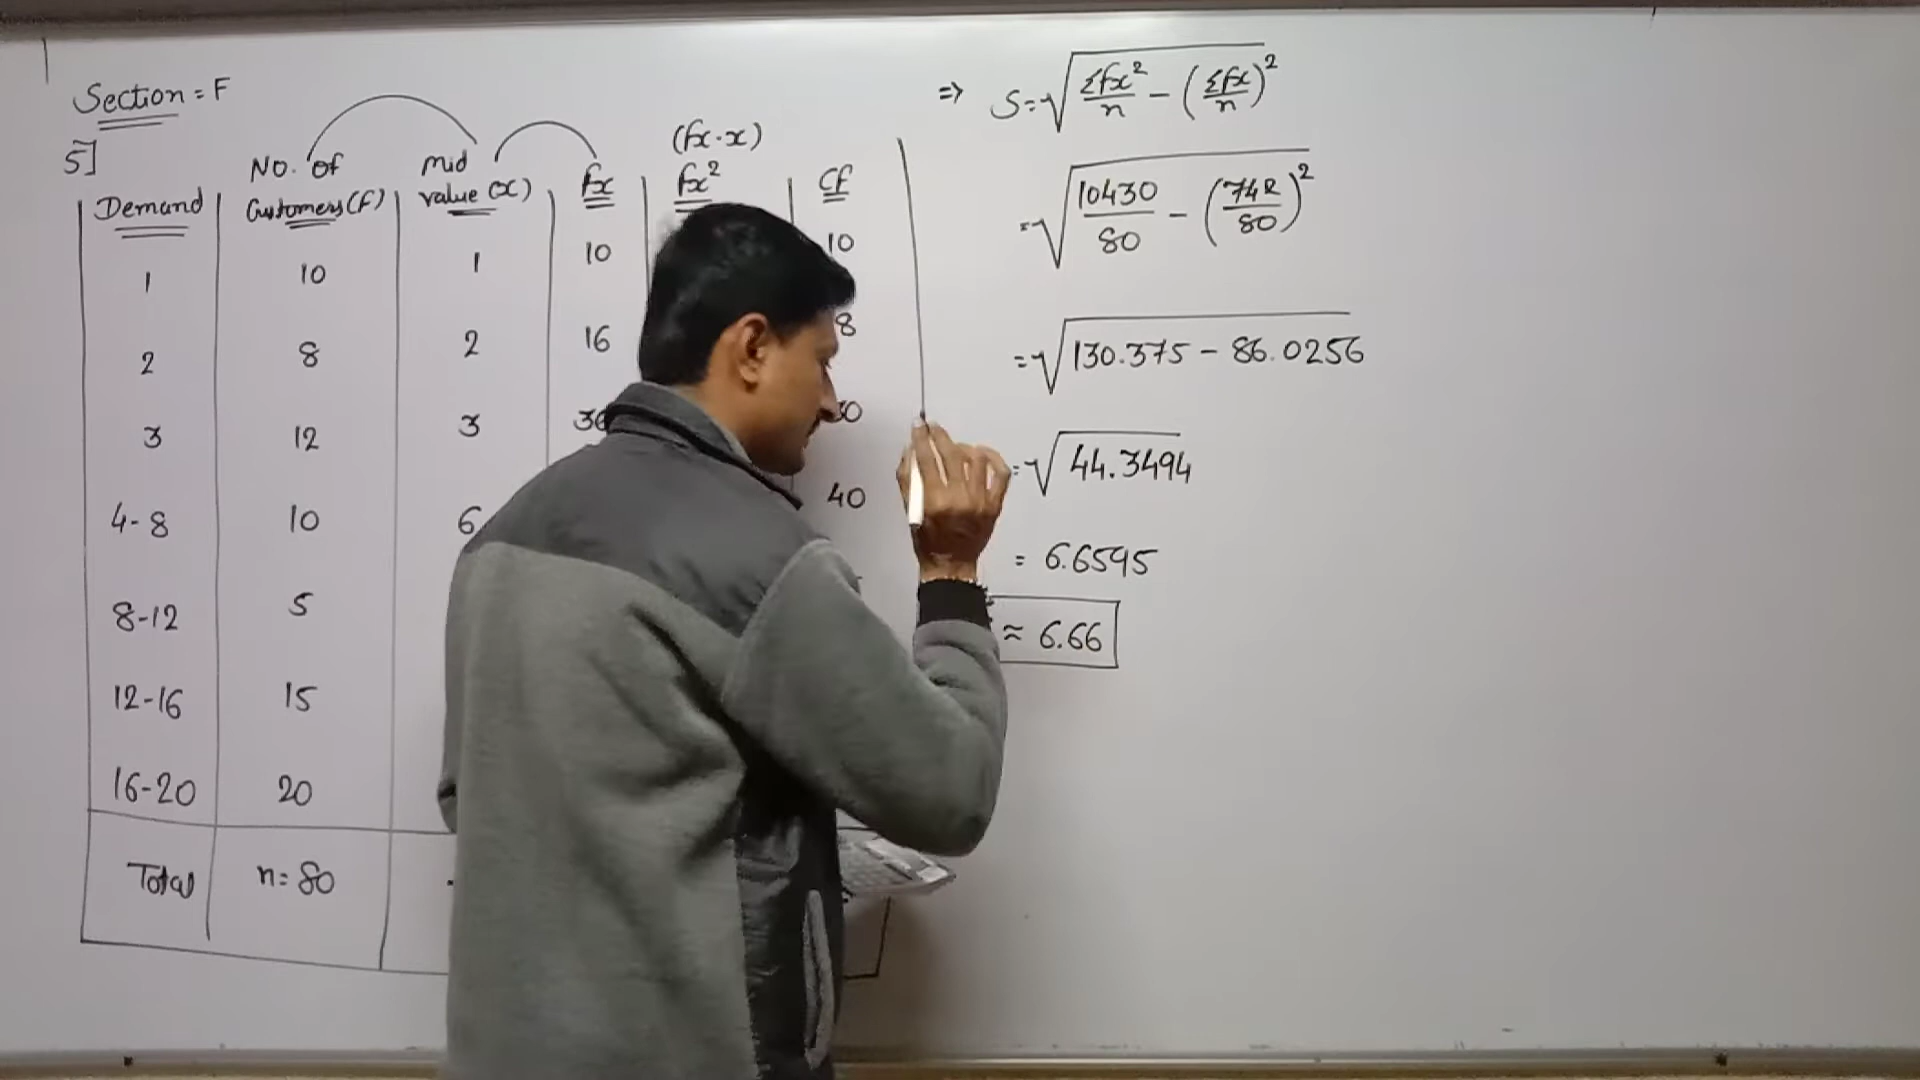 Section = F
5]
Demand | No. of Customers (F) | mid value (x) | fx | (fx·x) fx² | CF
1 | 10 | 1 | 10 | 10
2 | 8 | 2 | 16 | 8
3 | 12 | 3 | 36 | 30
4-8 | 10 | 6 | 40
8-12 | 5
12-16 | 15
16-20 | 20
Total | n = 80
=> S = √(Σfx²/n − (Σfx/n)²)
= √(10430/80 − (742/80)²)
= √(130.375 − 86.0256)
= √44.3494
= 6.6595
≈ 6.66